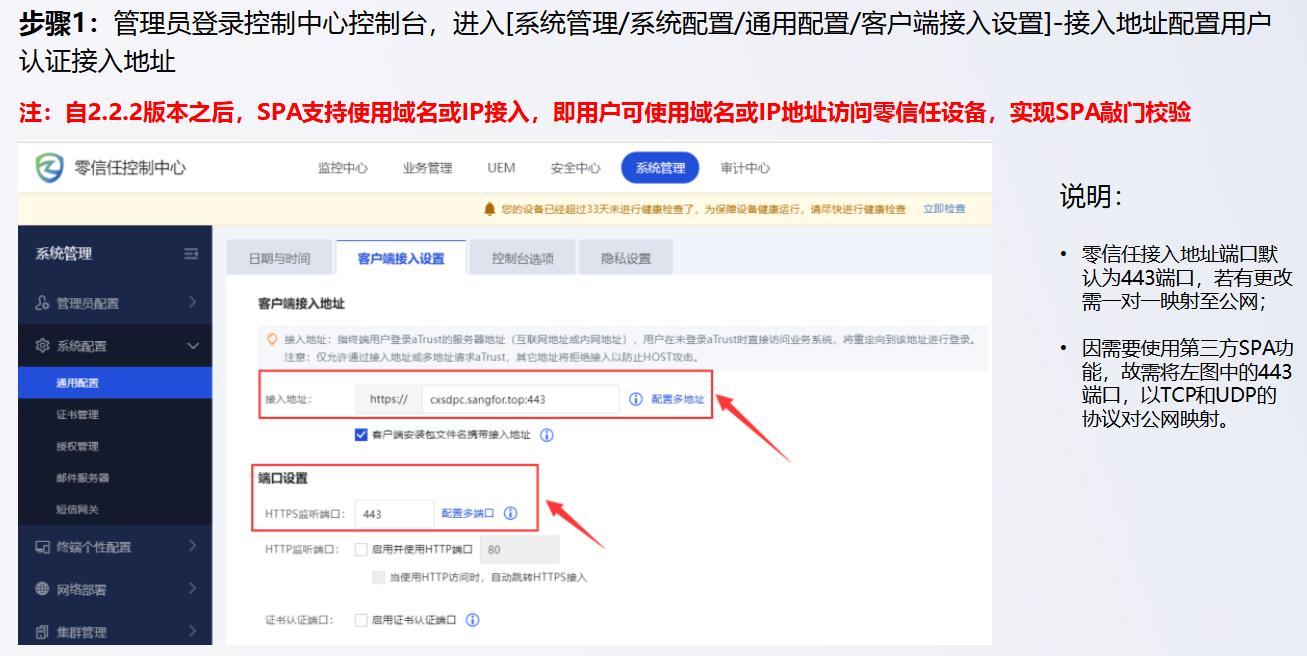 步骤1：管理员登录控制中心控制台，进入[系统管理/系统配置/通用配置/客户端接入设置]-接入地址配置用户
认证接入地址
注：自2.2.2版本之后，SPA支持使用域名或IP接入，即用户可使用域名或IP地址访问零信任设备，实现SPA敲门校验
零信任控制中心
监控中心 业务管理 UEM 安全中心 系统管理 审计中心
您的设备已经超过33天未进行健康检查了，为保障设备健康运行，请尽快进行健康检查 立即检查
系统管理
管理员配置
系统配置
通用配置
证书管理
授权管理
邮件服务器
短信网关
终端个性配置
网络部署
集群管理
日期与时间 客户端接入设置 控制台选项 隐私设置
客户端接入地址
接入地址：指终端用户登录aTrust的服务器地址（互联网地址或内网地址），用户在未登录aTrust时直接访问业务系统，将重定向到该地址进行登录。
注意：仅允许通过接入地址或多地址请求aTrust，其它地址将拒绝接入以防止HOST攻击。
接入地址： https:// cxsdpc.sangfor.top:443 配置多地址
客户端安装包文件名携带接入地址
端口设置
HTTPS监听端口： 443 配置多端口
HTTP监听端口： 启用并使用HTTP端口 80
当使用HTTP访问时，自动跳转HTTPS接入
证书认证端口： 启用证书认证端口
说明：
• 零信任接入地址端口默
认为443端口，若有更改
需一对一映射至公网；
• 因需要使用第三方SPA功
能，故需将左图中的443
端口，以TCP和UDP的
协议对公网映射。